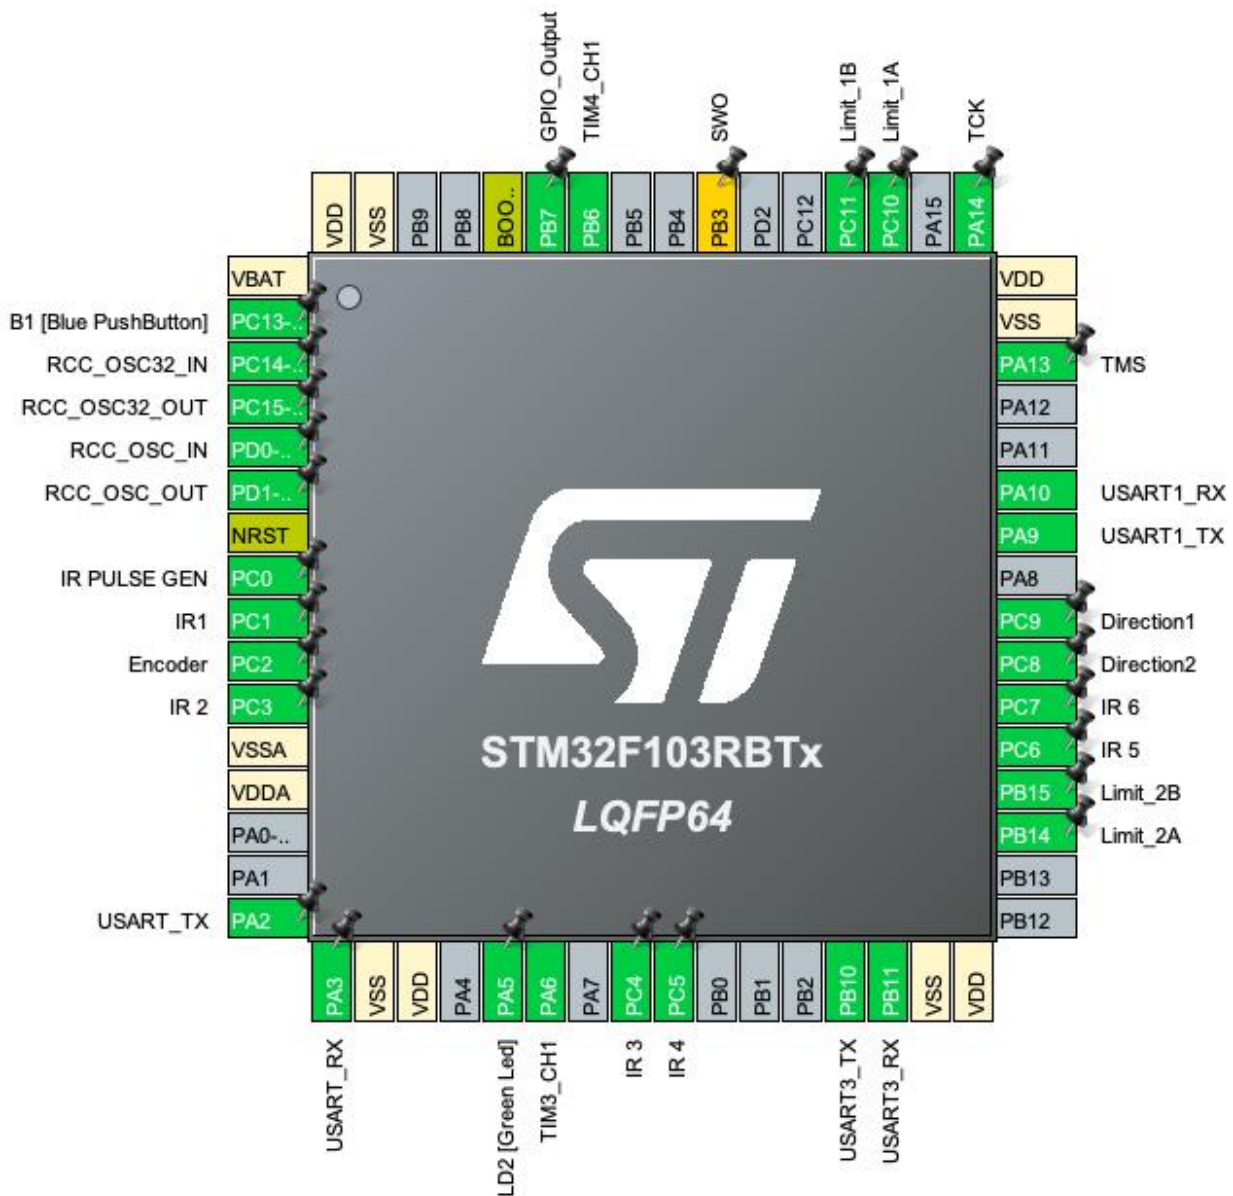 GPIO_Output
TIM4_CH1
SWO
Limit_1B
Limit_1A
TCK
VDD
VSS
PB9
PB8
BOO..
PB7
PB6
PB5
PB4
PB3
PD2
PC12
PC11
PC10
PA15
PA14
VBAT
B1 [Blue PushButton] PC13-..
RCC_OSC32_IN PC14-..
RCC_OSC32_OUT PC15-..
RCC_OSC_IN PD0-..
RCC_OSC_OUT PD1-..
NRST
IR PULSE GEN PC0
IR1 PC1
Encoder PC2
IR 2 PC3
VSSA
VDDA
PA0-..
PA1
USART_TX PA2
ST
STM32F103RBTx
LQFP64
VDD
VSS
PA13 TMS
PA12
PA11
PA10 USART1_RX
PA9 USART1_TX
PA8
PC9 Direction1
PC8 Direction2
PC7 IR 6
PC6 IR 5
PB15 Limit_2B
PB14 Limit_2A
PB13
PB12
PA3
VSS
VDD
PA4
PA5
PA6
PA7
PC4
PC5
PB0
PB1
PB2
PB10
PB11
VSS
VDD
USART_RX
LD2 [Green Led]
TIM3_CH1
IR 3
IR 4
USART3_TX
USART3_RX